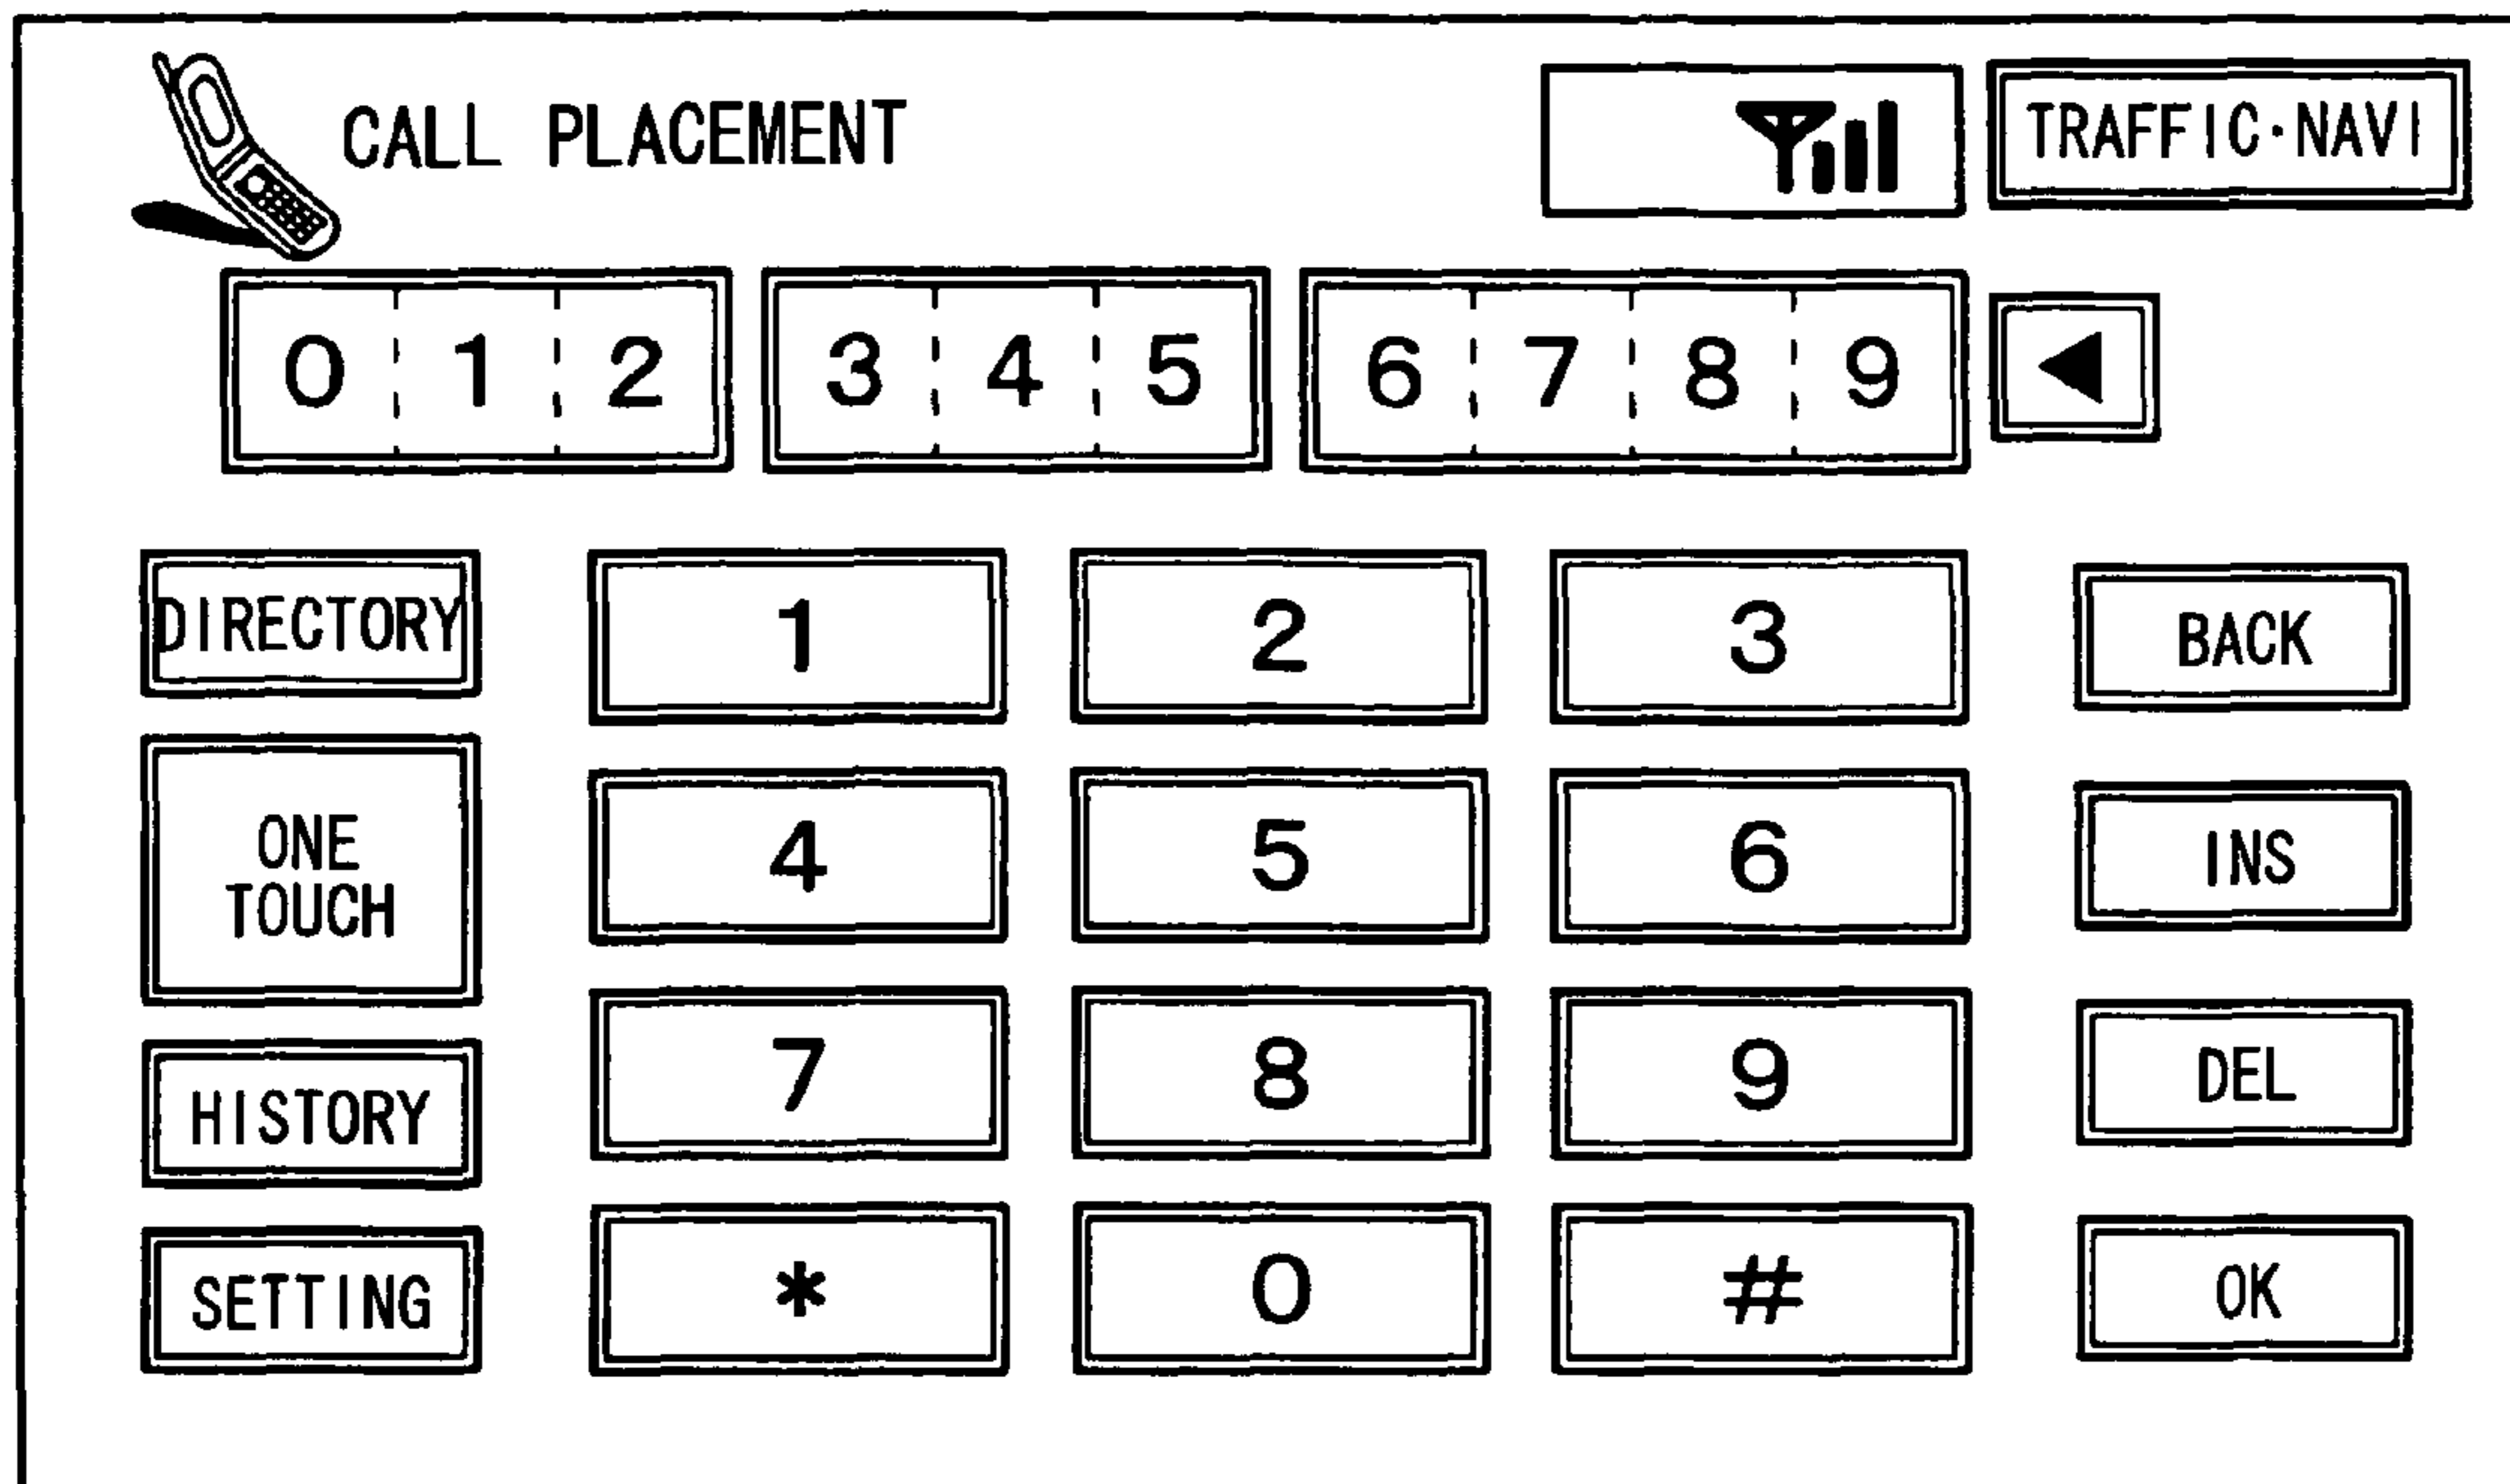 CALL PLACEMENT
TRAFFIC·NAVI
0 1 2 3 4 5 6 7 8 9
DIRECTORY 1 2 3 BACK
ONE
TOUCH
4 5 6 INS
HISTORY 7 8 9 DEL
SETTING * 0 # OK